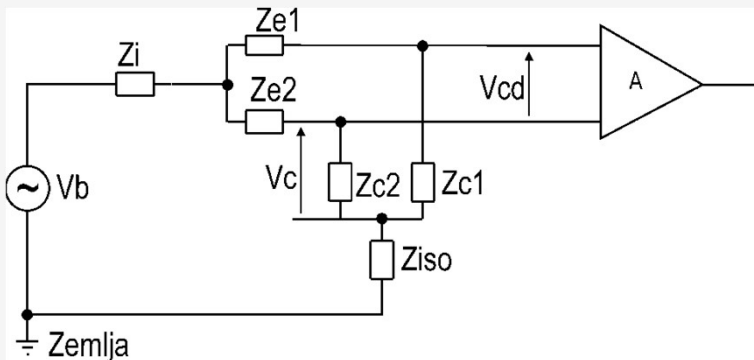 Ze1
Zi
Ze2
Vcd
A
Vc
Zc2
Zc1
Vb
Ziso
Zemlja